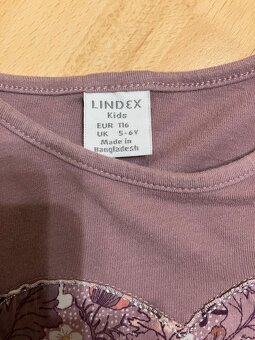 LINDEX
Kids
EUR 116
UK 5-6Y
Made in
Bangladesh